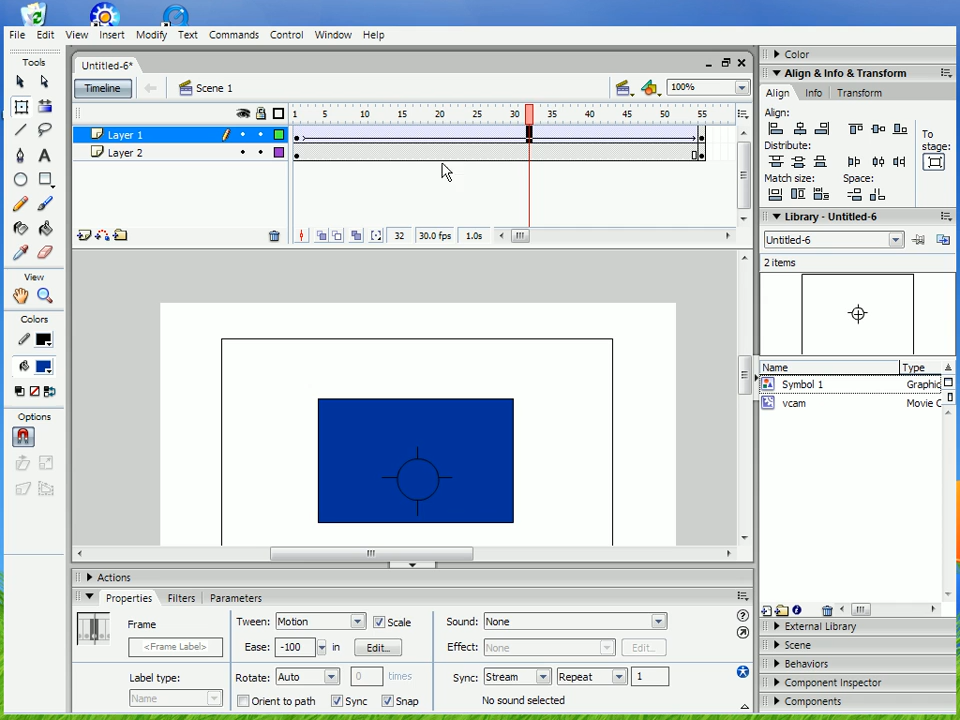 File Edit View Insert Modify Text Commands Control Window Help
Tools
Untitled-6*
Timeline Scene 1 100%
1 5 10 15 20 25 30 35 40 45 50 55
Layer 1
Layer 2
32 30.0 fps 1.0s
View
Colors
Options
Color
Align & Info & Transform
Align Info Transform
Align:
To stage:
Distribute:
Match size: Space:
Library - Untitled-6
Untitled-6
2 items
Name Type
Symbol 1 Graphic
vcam Movie C
External Library
Scene
Behaviors
Component Inspector
Components
Actions
Properties Filters Parameters
Frame Tween: Motion Scale Sound: None
<Frame Label> Ease: -100 in Edit... Effect: None Edit...
Label type: Rotate: Auto 0 times Sync: Stream Repeat 1
Name Orient to path Sync Snap No sound selected